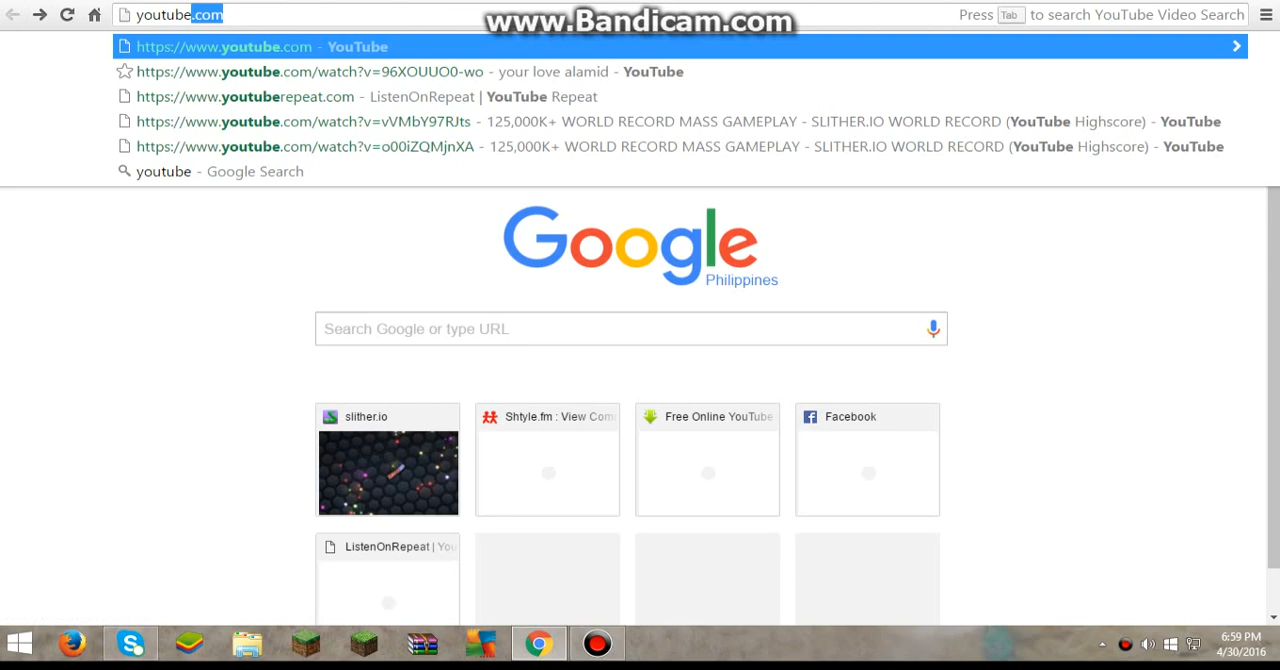 youtube.com
www.Bandicam.com
Press Tab to search YouTube Video Search
https://www.youtube.com - YouTube
https://www.youtube.com/watch?v=96XOUUO0-wo - your love alamid - YouTube
https://www.youtuberepeat.com - ListenOnRepeat | YouTube Repeat
https://www.youtube.com/watch?v=vVMbY97RJts - 125,000K+ WORLD RECORD MASS GAMEPLAY - SLITHER.IO WORLD RECORD (YouTube Highscore) - YouTube
https://www.youtube.com/watch?v=o00iZQMjnXA - 125,000K+ WORLD RECORD MASS GAMEPLAY - SLITHER.IO WORLD RECORD (YouTube Highscore) - YouTube
youtube - Google Search
Google
Philippines
Search Google or type URL
slither.io
Shtyle.fm : View Com
Free Online YouTube
Facebook
ListenOnRepeat | You
6:59 PM
4/30/2016